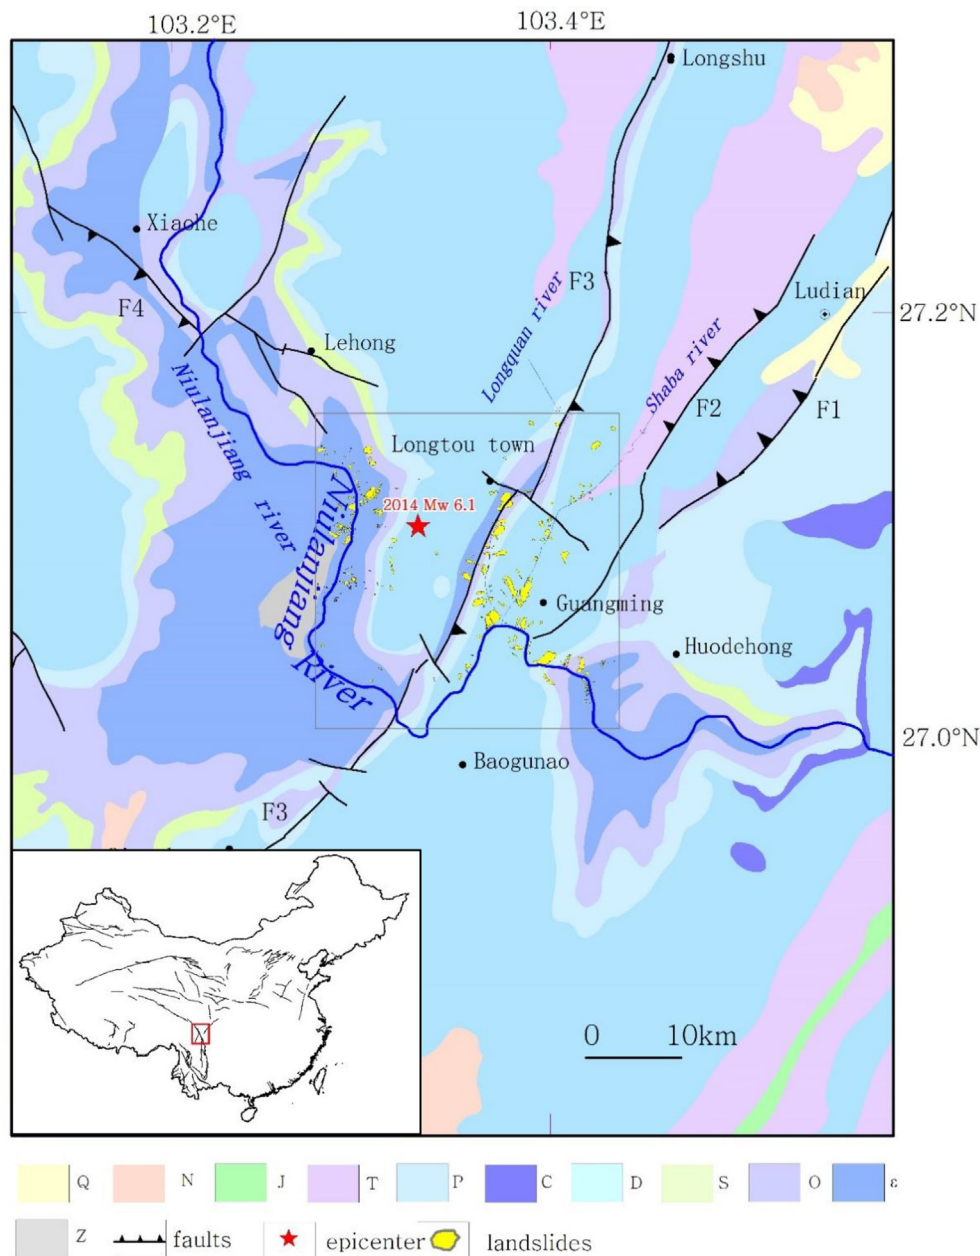 103.2°E
103.4°E
Longshu
Xiaohe
F3
Ludian
F4
27.2°N
Longquan river
Shaba river
Lehong
F2
F1
Niulanjiang river
Longtou town
2014 Mw 6.1
Niulanjiang River
Guangming
Huodehong
27.0°N
Baogunao
F3
0 10km
Q N J T P C D S O ε
Z faults epicenter landslides